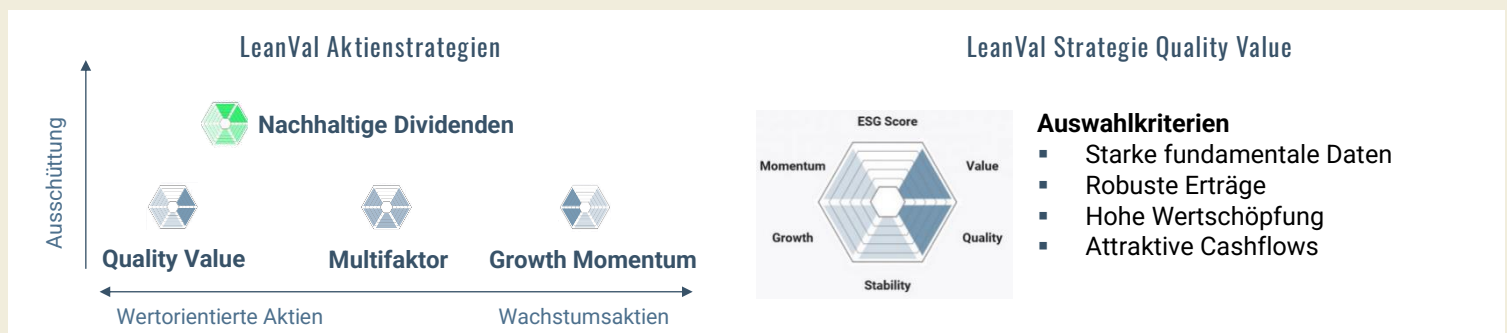 LeanVal Aktienstrategien
Ausschüttung
Nachhaltige Dividenden
Quality Value
Multifaktor
Growth Momentum
Wertorientierte Aktien
Wachstumsaktien
LeanVal Strategie Quality Value
ESG Score
Momentum
Value
Growth
Quality
Stability
Auswahlkriterien
▪ Starke fundamentale Daten
▪ Robuste Erträge
▪ Hohe Wertschöpfung
▪ Attraktive Cashflows